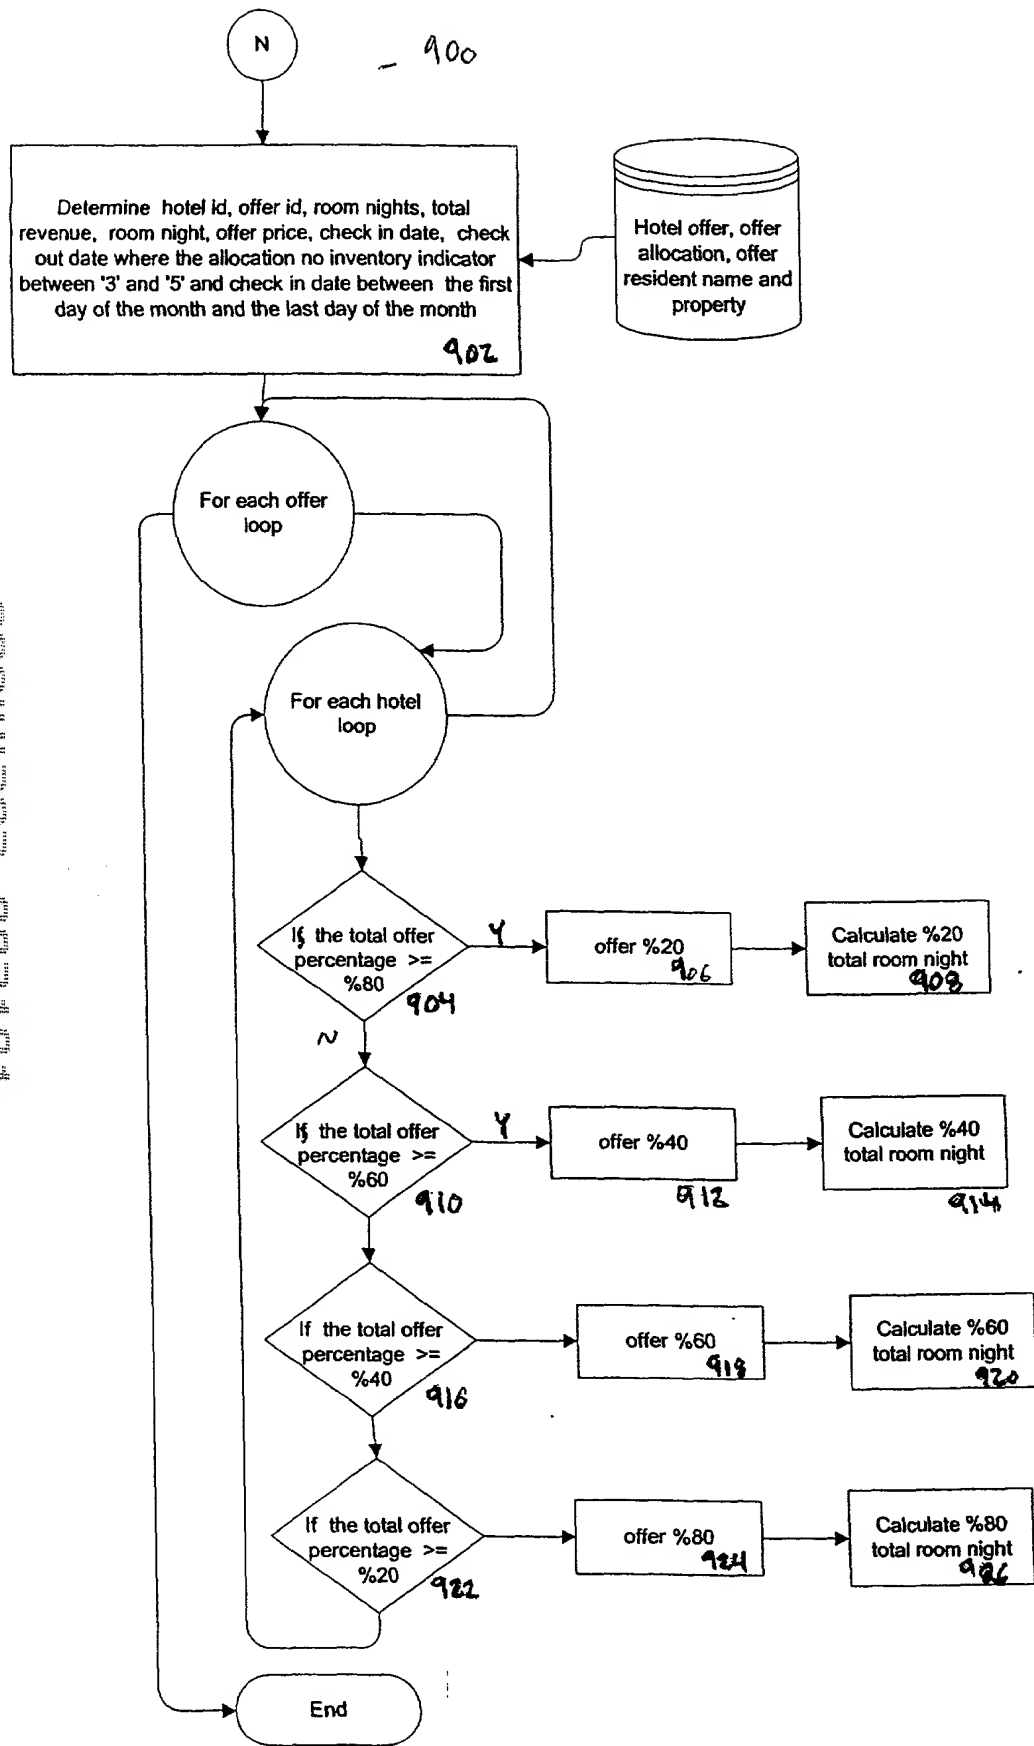 N
900
Determine hotel id, offer id, room nights, total
revenue, room night, offer price, check in date, check
out date where the allocation no inventory indicator
between '3' and '5' and check in date between the first
day of the month and the last day of the month
902
Hotel offer, offer
allocation, offer
resident name and
property
For each offer
loop
For each hotel
loop
If the total offer
percentage >=
%80
904
Y
offer %20
906
Calculate %20
total room night
908
N
If the total offer
percentage >=
%60
910
Y
offer %40
912
Calculate %40
total room night
914
If the total offer
percentage >=
%40
916
offer %60
918
Calculate %60
total room night
920
If the total offer
percentage >=
%20
922
offer %80
924
Calculate %80
total room night
926
End